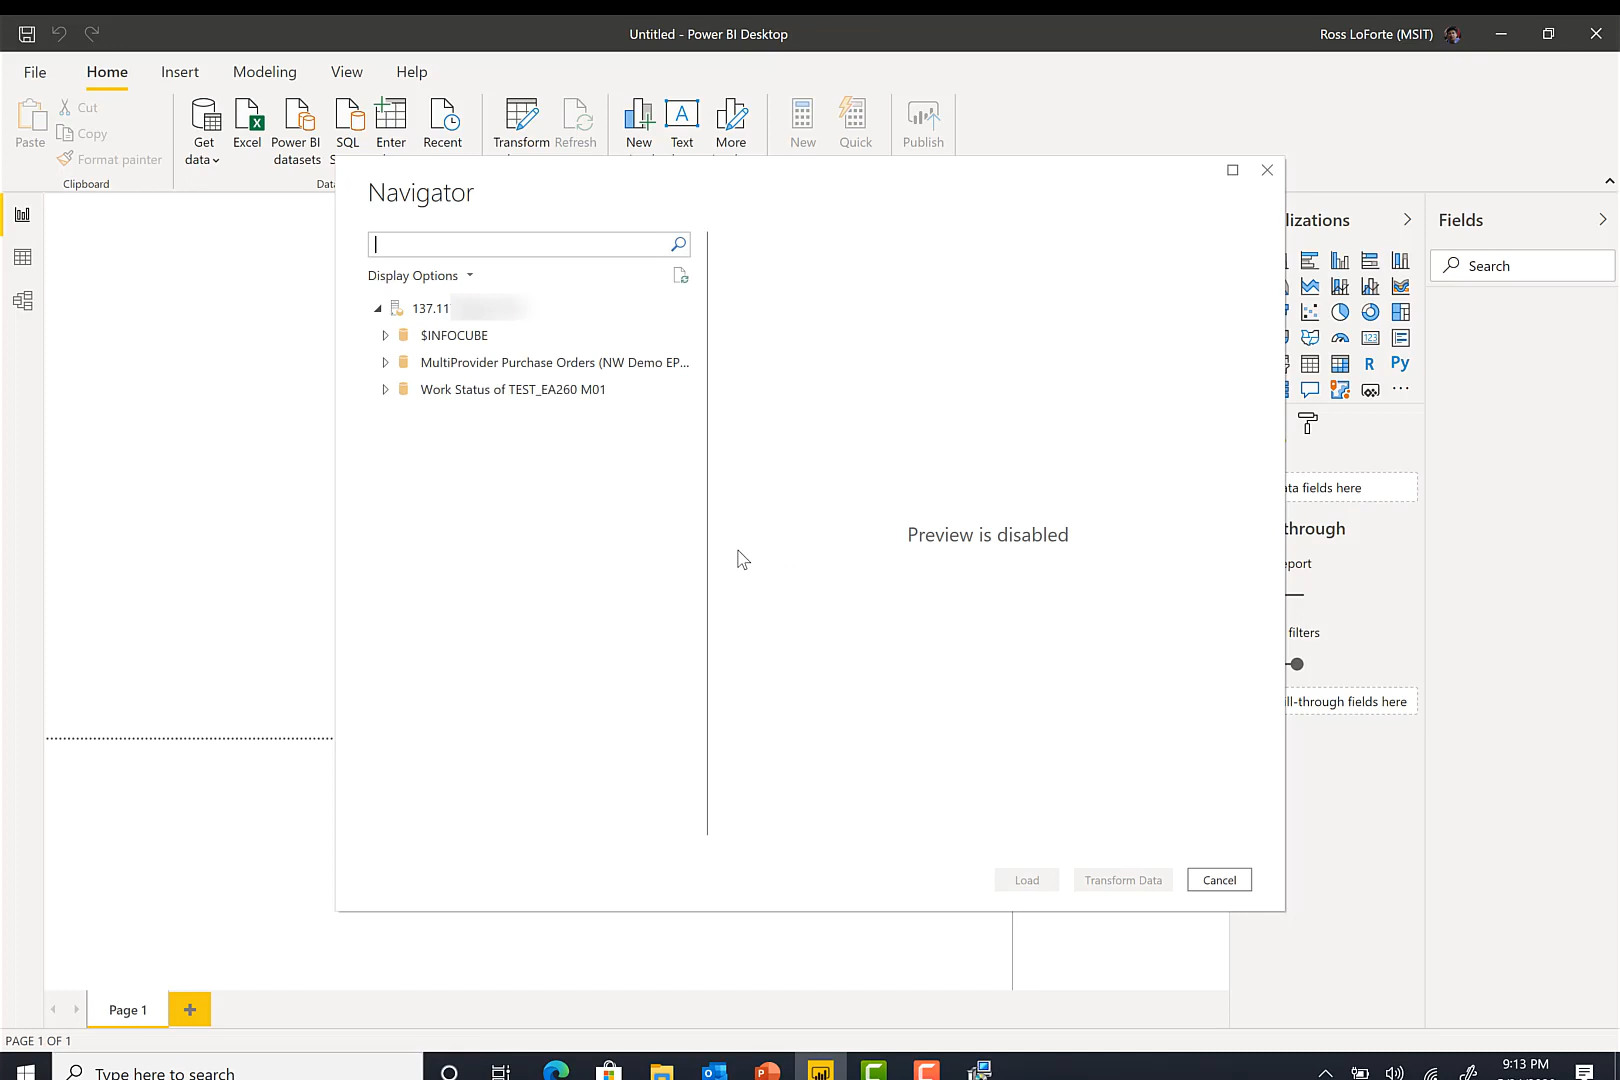 Untitled - Power BI Desktop
Ross LoForte (MSIT)
File Home Insert Modeling View Help
Paste
Cut
Copy
Format painter
Clipboard
Get data
Excel
Power BI datasets
SQL
Enter
Recent
Transform
Refresh
New
Text
More
New
Quick
Publish
Navigator
Display Options
137.11
$INFOCUBE
MultiProvider Purchase Orders (NW Demo EP...
Work Status of TEST_EA260 M01
Preview is disabled
Load
Transform Data
Cancel
lizations
R
Py
123
...
ta fields here
through
eport
filters
ill-through fields here
Fields
Search
Page 1
PAGE 1 OF 1
Type here to search
9:13 PM